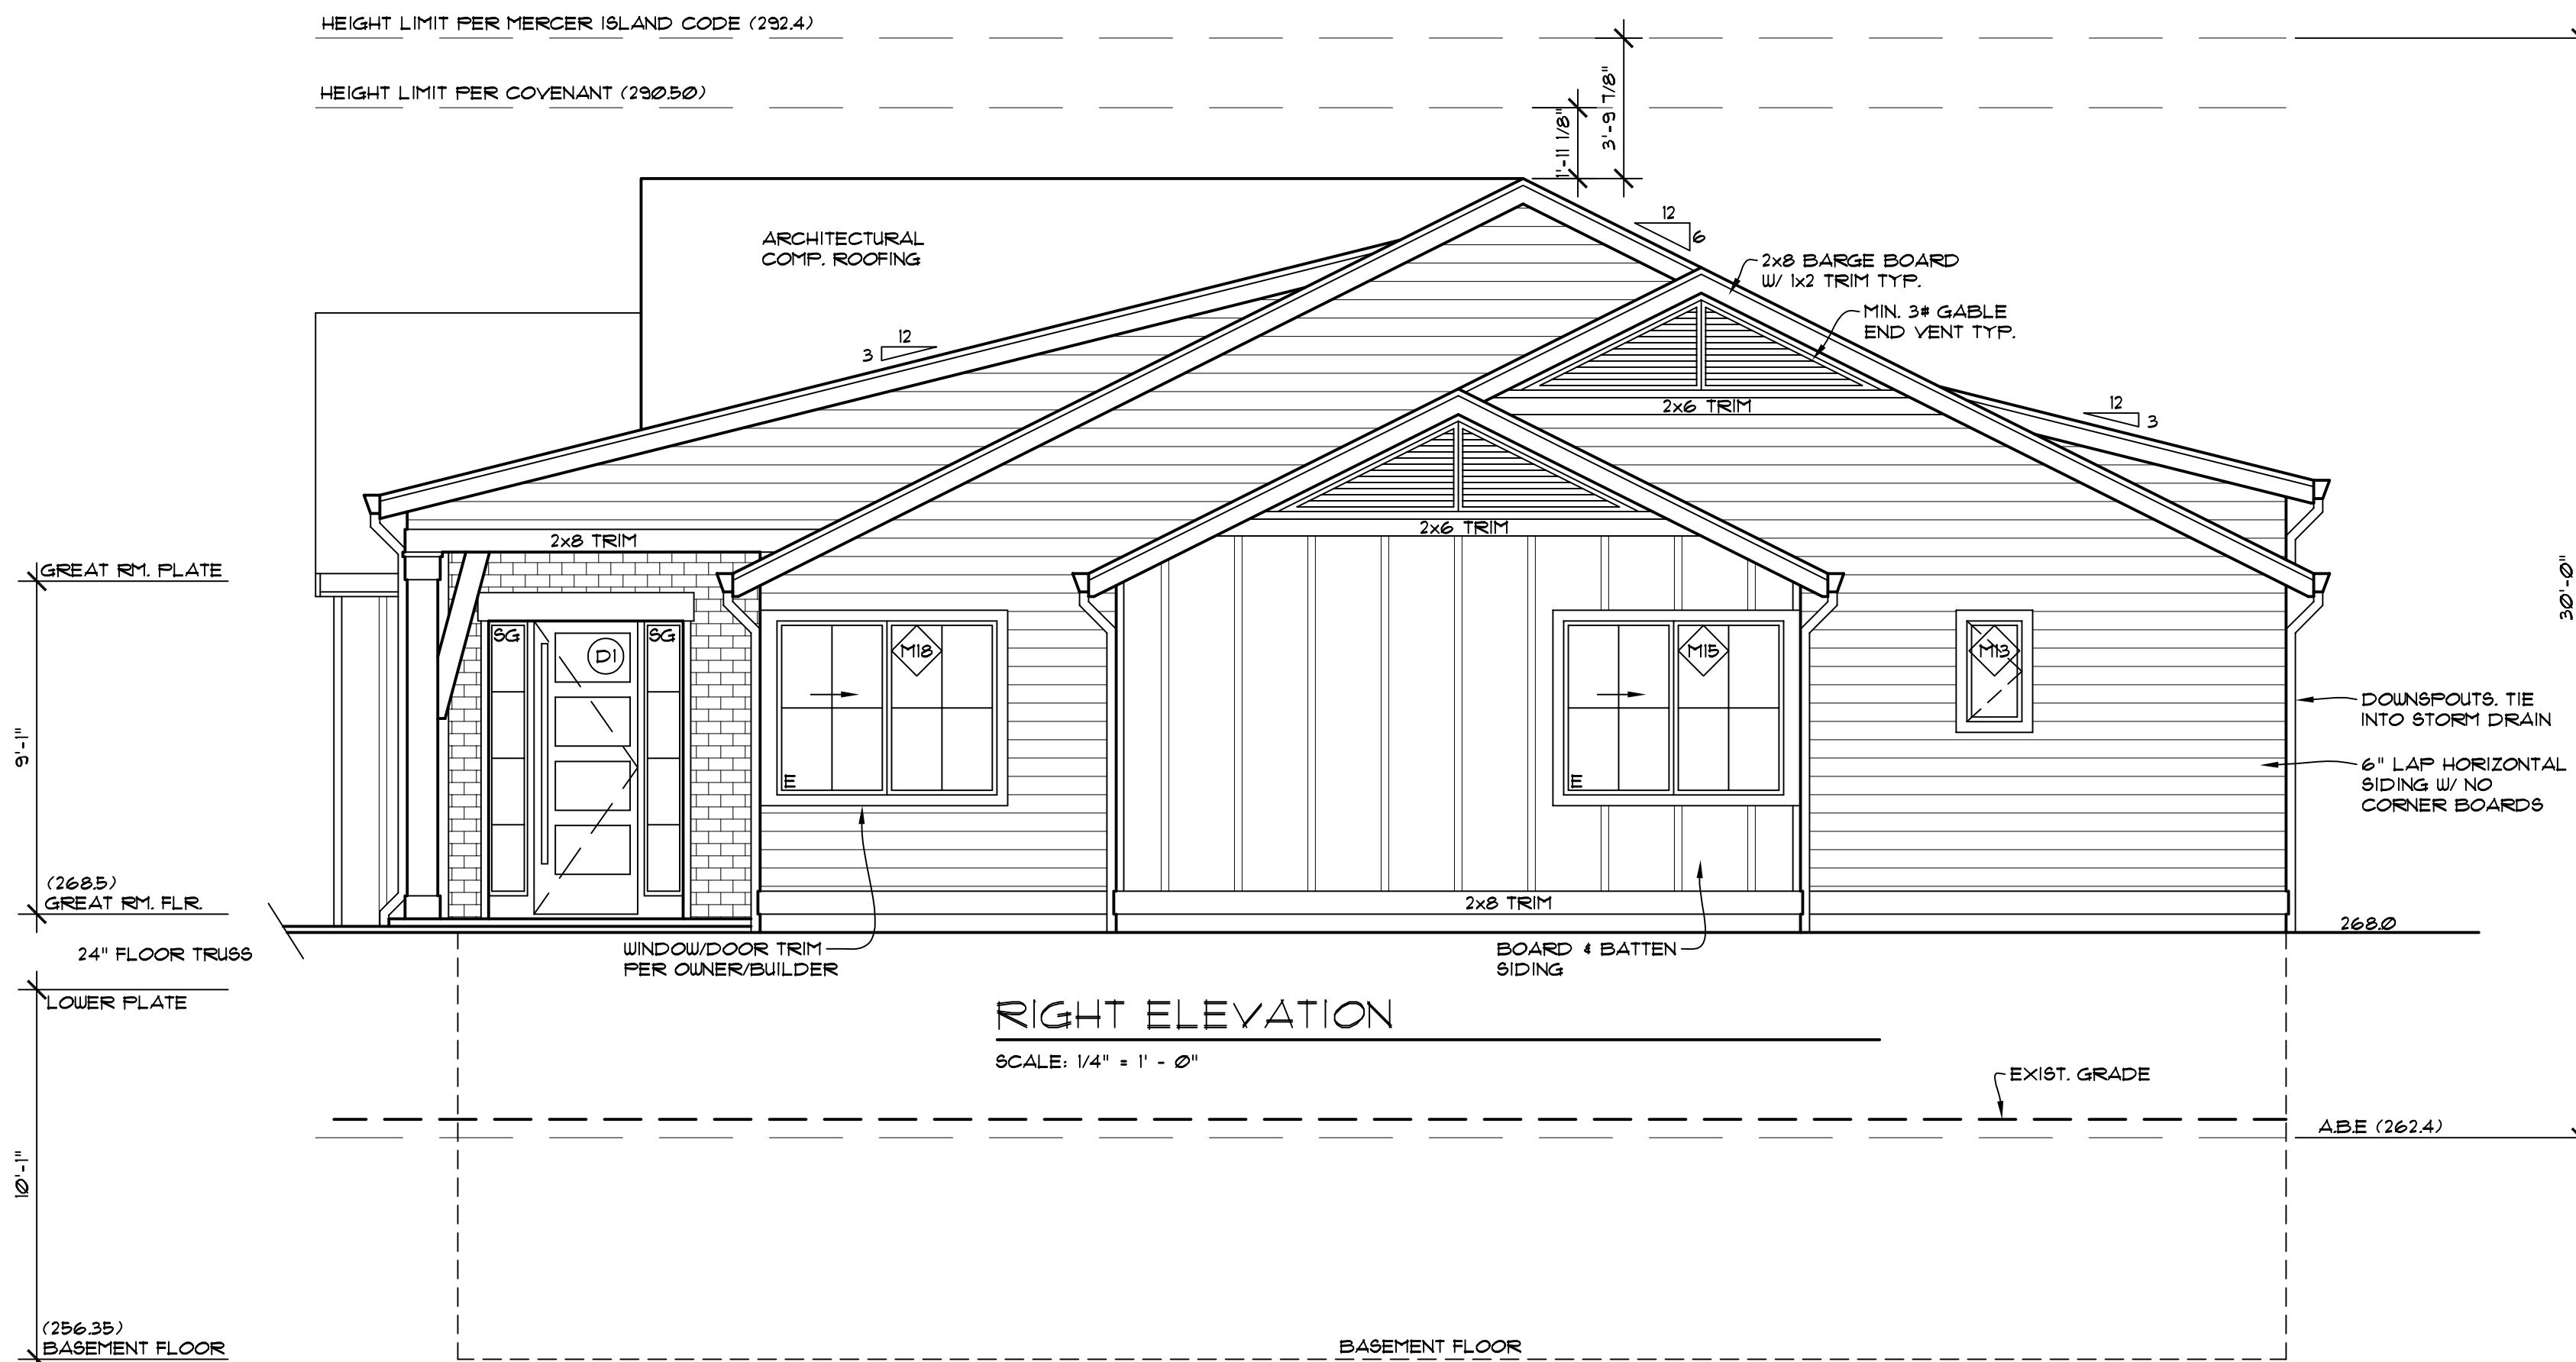 HEIGHT LIMIT PER MERCER ISLAND CODE (292.4)
HEIGHT LIMIT PER COVENANT (290.50)
1'-11 1/8"
3'-9 7/8"
12
6
ARCHITECTURAL
COMP. ROOFING
2x8 BARGE BOARD
W/ 1x2 TRIM TYP.
MIN. 3# GABLE
END VENT TYP.
12
3
2x6 TRIM
12
3
2x6 TRIM
2x8 TRIM
GREAT RM. PLATE
30'-0"
SG
D1
SG
M18
M15
M13
DOWNSPOUTS. TIE
INTO STORM DRAIN
9'-1"
6" LAP HORIZONTAL
SIDING W/ NO
CORNER BOARDS
E
E
(268.5)
GREAT RM. FLR.
2x8 TRIM
268.0
24" FLOOR TRUSS
WINDOW/DOOR TRIM
PER OWNER/BUILDER
BOARD & BATTEN
SIDING
LOWER PLATE
RIGHT ELEVATION
SCALE: 1/4" = 1' - 0"
EXIST. GRADE
A.B.E (262.4)
10'-1"
(256.35)
BASEMENT FLOOR
BASEMENT FLOOR